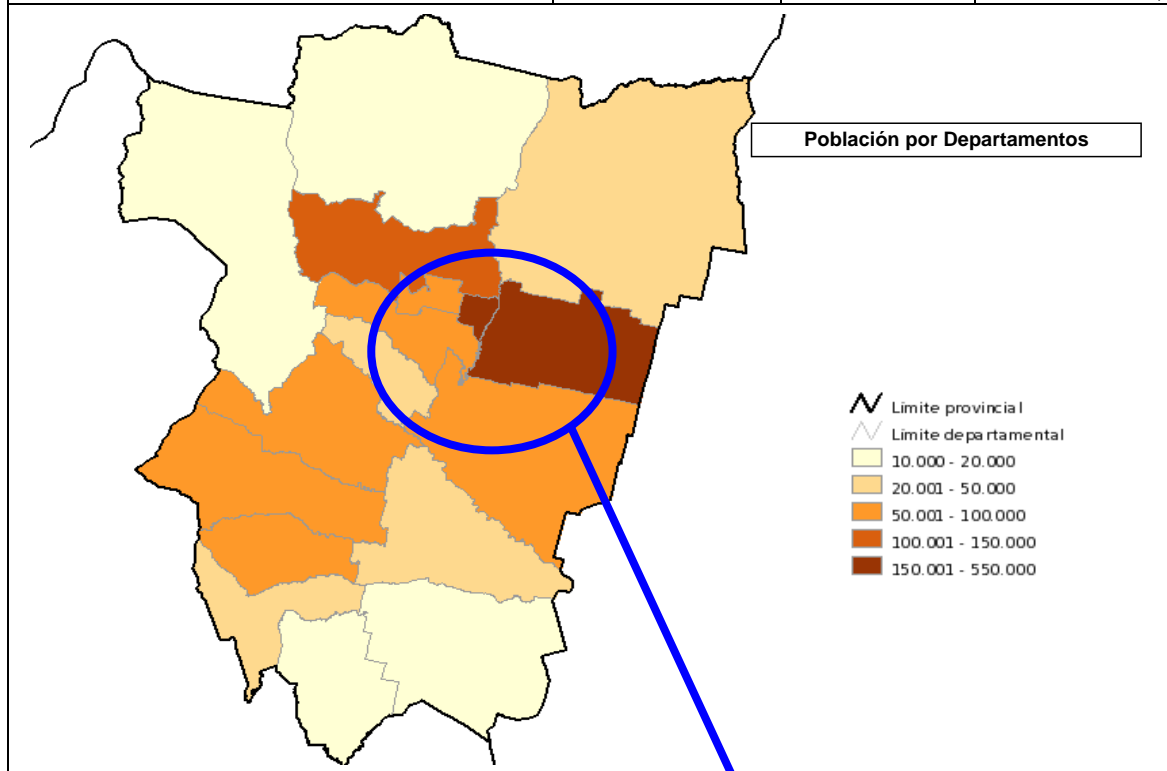 Población por Departamentos
Límite provincial
Límite departamental
10.000 - 20.000
20.001 - 50.000
50.001 - 100.000
100.001 - 150.000
150.001 - 550.000